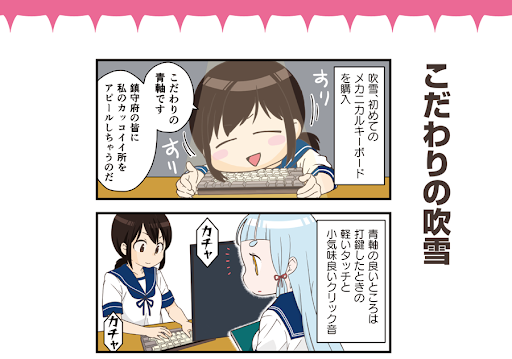 こだわりの吹雪
吹雪、初めての
メカニカルキーボード
を購入
すり
すり
こだわりの
青軸です
鎮守府の皆に
私のカッコイイ所を
アピールしちゃうのだ
青軸の良いところは
打鍵したときの
軽いタッチと
小気味良いクリック音
カチャ
カチャ